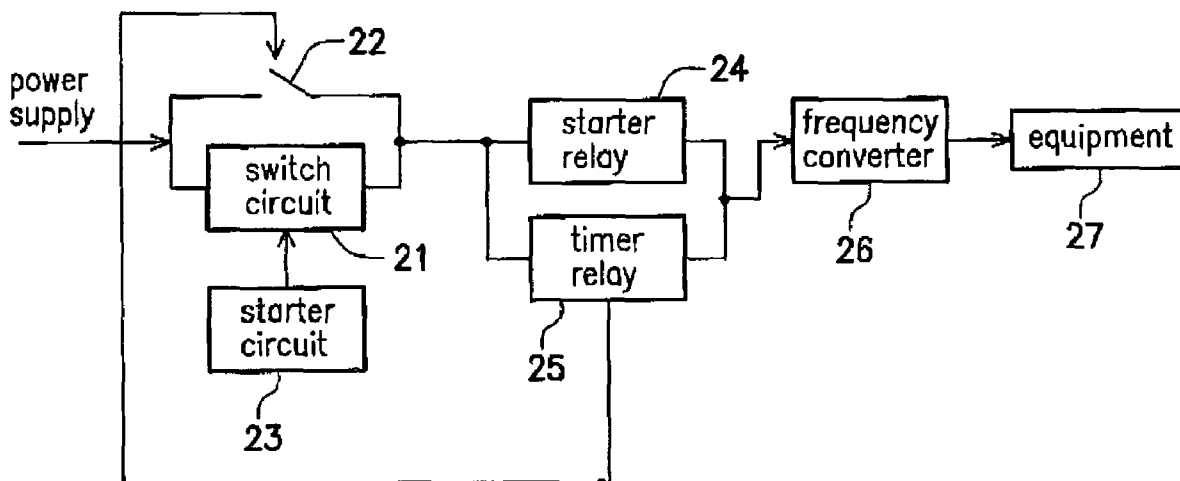 power
supply
22
switch
circuit
21
starter
circuit
23
24
starter
relay
timer
relay
25
frequency
converter
26
equipment
27